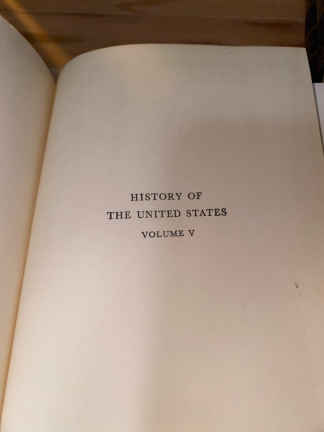 HISTORY OF
THE UNITED STATES
VOLUME V